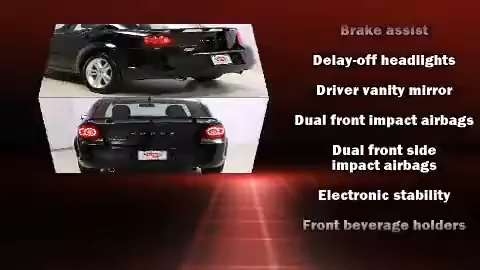 Brake assist
Delay-off headlights
Driver vanity mirror
Dual front impact airbags
Dual front side
impact airbags
Electronic stability
Front beverage holders